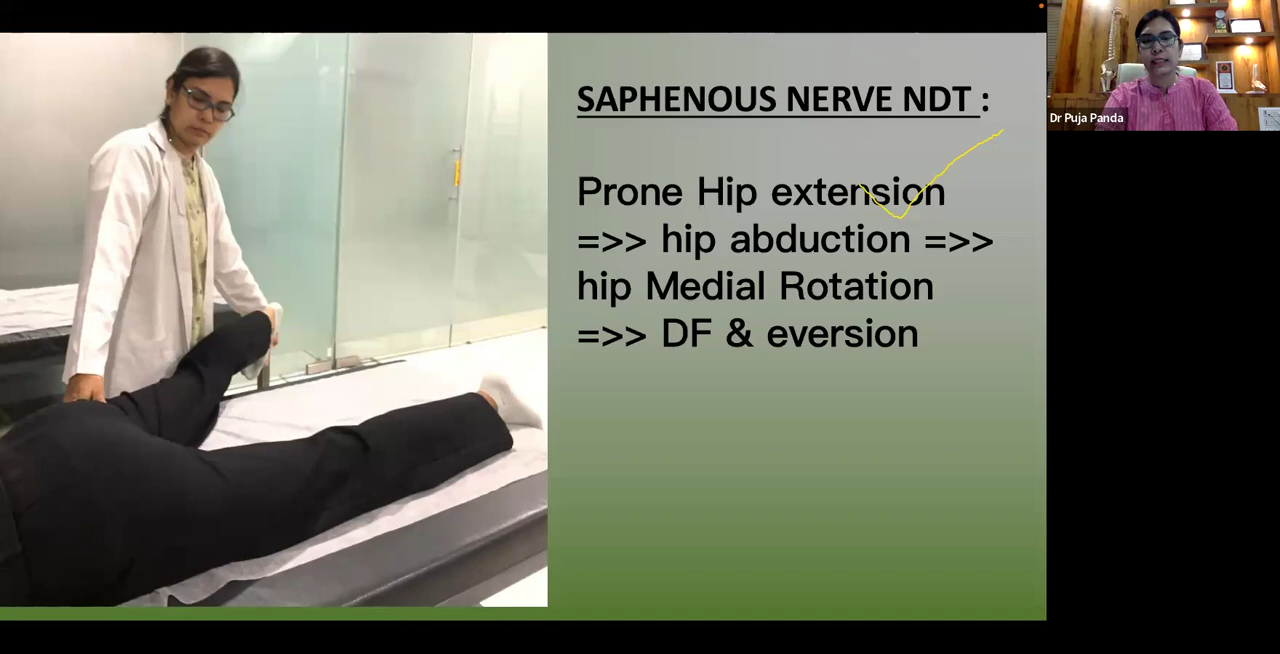 SAPHENOUS NERVE NDT :
Prone Hip extension
=>> hip abduction =>>
hip Medial Rotation
=>> DF & eversion
Dr Puja Panda